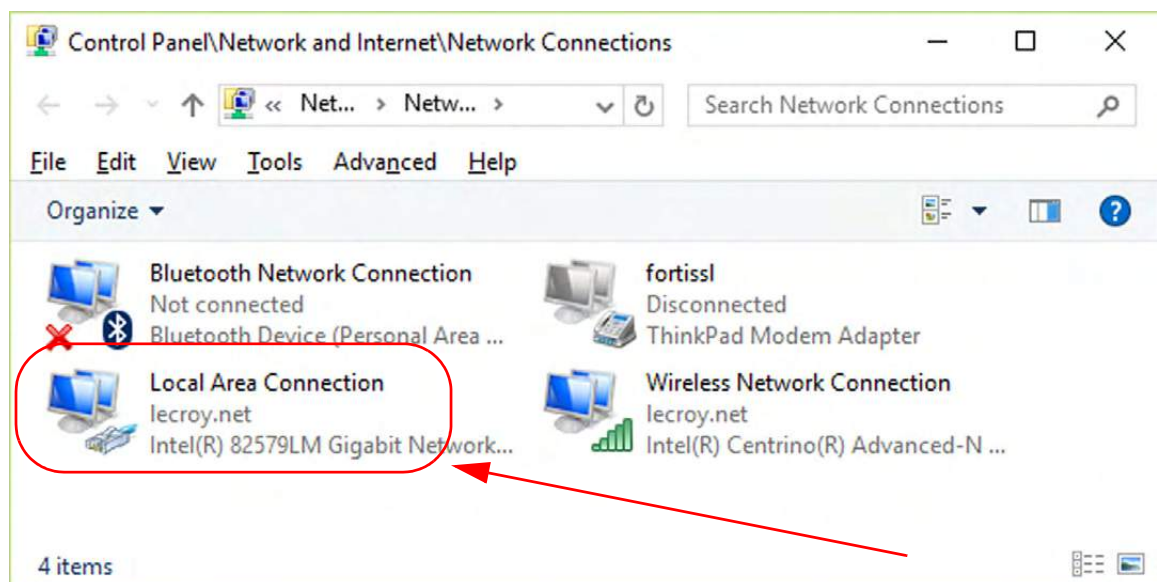 Control Panel\Network and Internet\Network Connections
« Net... > Netw... >
Search Network Connections
File Edit View Tools Advanced Help
Organize
Bluetooth Network Connection
Not connected
Bluetooth Device (Personal Area ...
fortissl
Disconnected
ThinkPad Modem Adapter
Local Area Connection
lecroy.net
Intel(R) 82579LM Gigabit Network...
Wireless Network Connection
lecroy.net
Intel(R) Centrino(R) Advanced-N ...
4 items